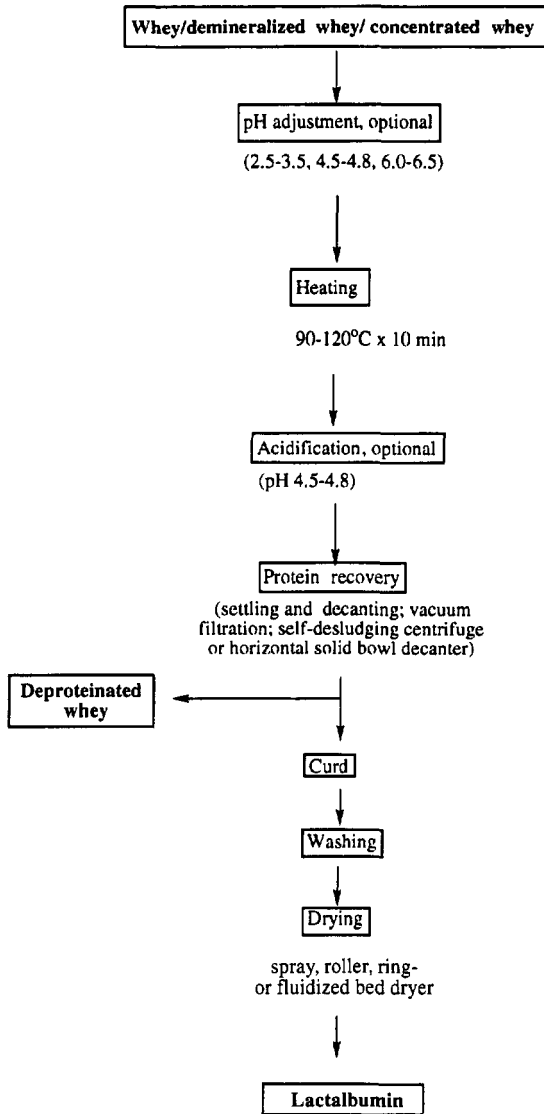 Whey/demineralized whey/ concentrated whey
pH adjustment, optional
(2.5-3.5, 4.5-4.8, 6.0-6.5)
Heating
90-120°C x 10 min
Acidification, optional
(pH 4.5-4.8)
Protein recovery
(settling and decanting; vacuum
filtration; self-desludging centrifuge
or horizontal solid bowl decanter)
Deproteinated
whey
Curd
Washing
Drying
spray, roller, ring-
or fluidized bed dryer
Lactalbumin